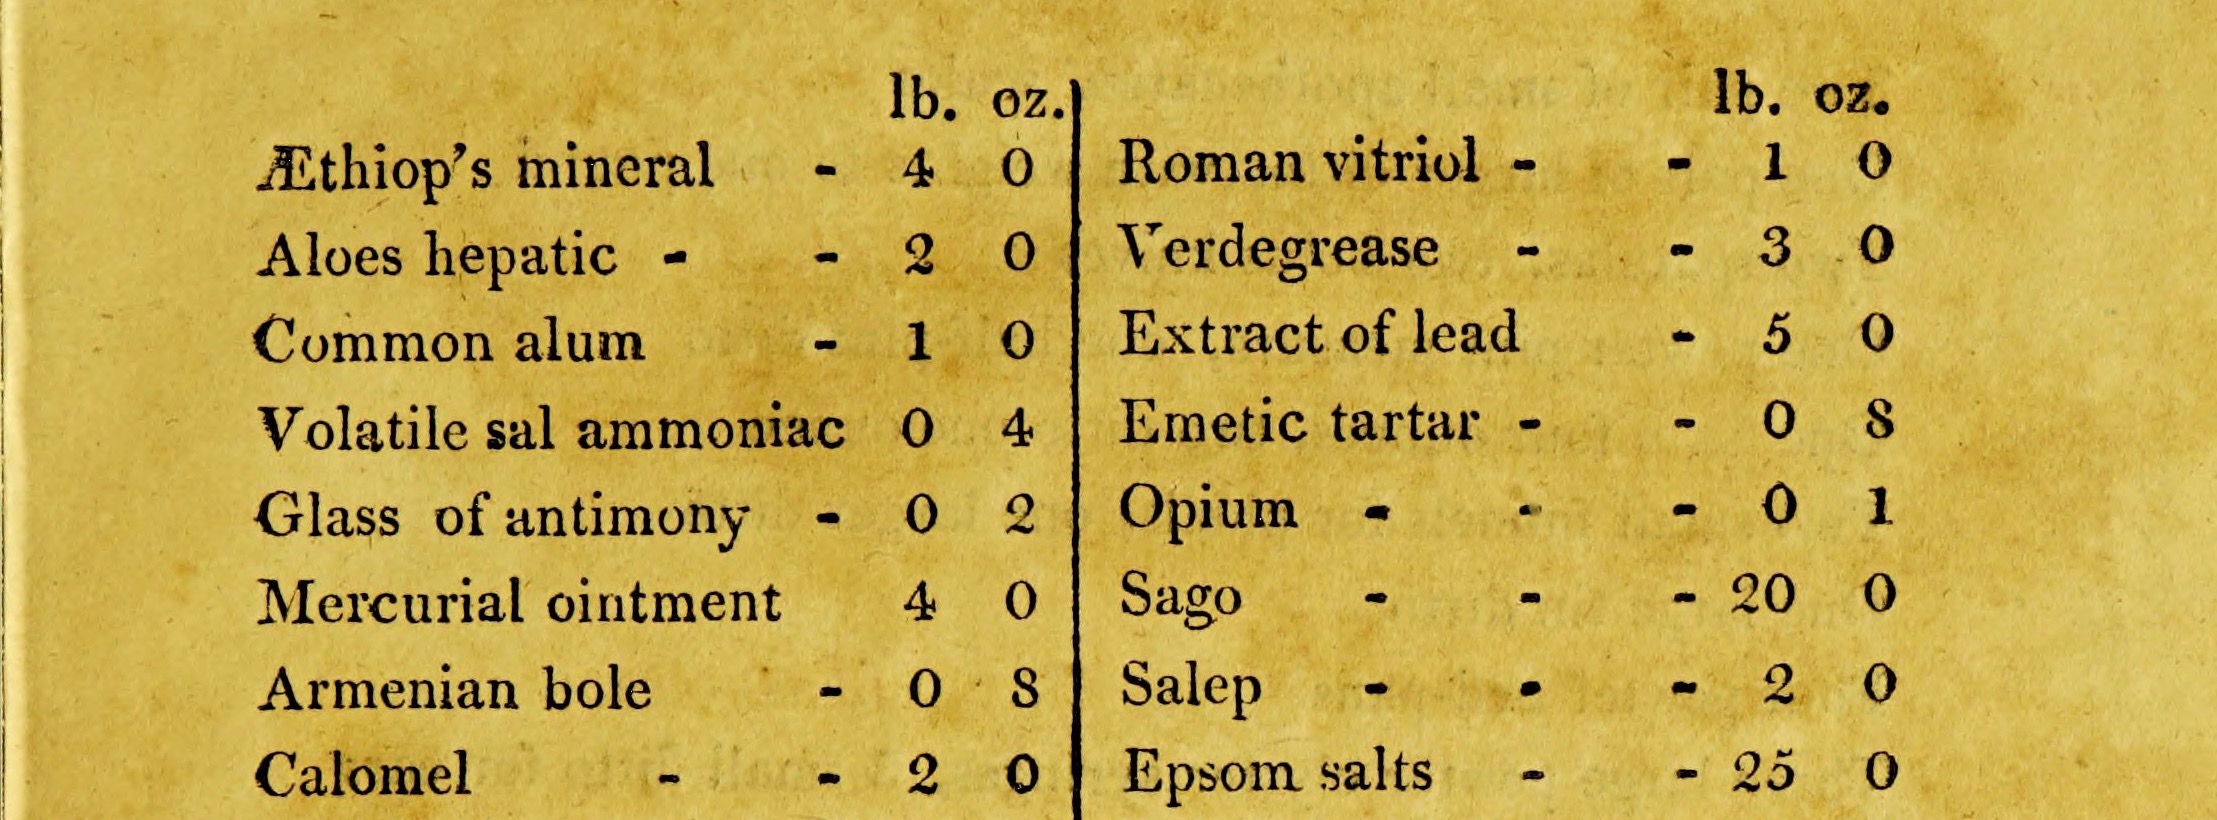 lb. oz.
Æthiop's mineral - 4 0
Aloes hepatic - - 2 0
Common alum - 1 0
Volatile sal ammoniac 0 4
Glass of antimony - 0 2
Mercurial ointment 4 0
Armenian bole - 0 8
Calomel - - 2 0
lb. oz.
Roman vitriol - - 1 0
Verdegrease - - 3 0
Extract of lead - 5 0
Emetic tartar - - 0 8
Opium - - - 0 1
Sago - - - 20 0
Salep - - - 2 0
Epsom salts - - 25 0